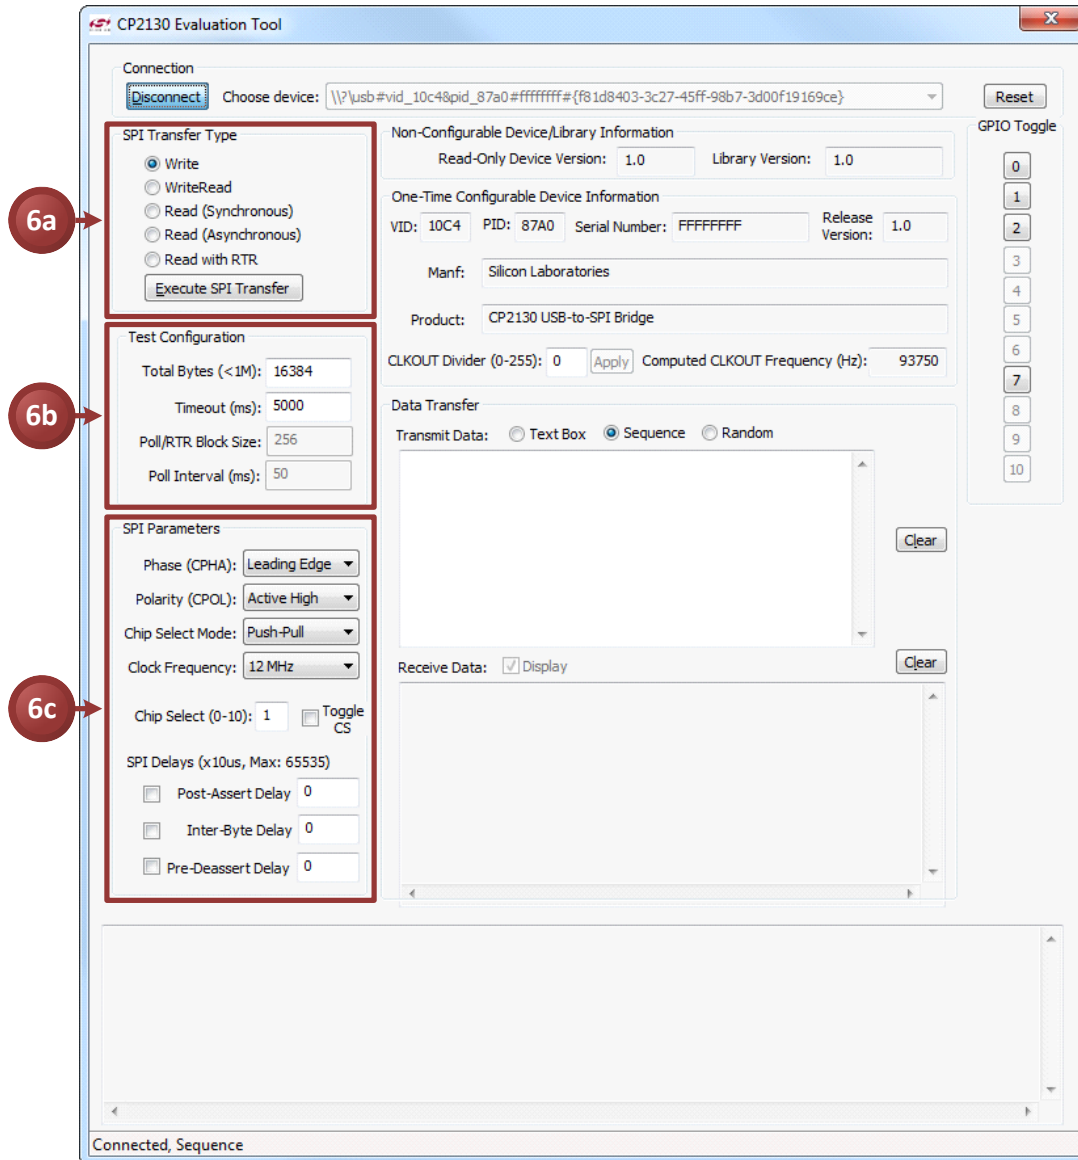 CP2130 Evaluation Tool
Connection
Disconnect Choose device: \\?\usb#vid_10c4&pid_87a0#ffffffff#{f81d8403-3c27-45ff-98b7-3d00f19169ce} Reset
6a
SPI Transfer Type
Write
WriteRead
Read (Synchronous)
Read (Asynchronous)
Read with RTR
Execute SPI Transfer
6b
Test Configuration
Total Bytes (<1M): 16384
Timeout (ms): 5000
Poll/RTR Block Size: 256
Poll Interval (ms): 50
6c
SPI Parameters
Phase (CPHA): Leading Edge
Polarity (CPOL): Active High
Chip Select Mode: Push-Pull
Clock Frequency: 12 MHz
Chip Select (0-10): 1 Toggle
CS
SPI Delays (x10us, Max: 65535)
Post-Assert Delay 0
Inter-Byte Delay 0
Pre-Deassert Delay 0
Non-Configurable Device/Library Information
Read-Only Device Version: 1.0 Library Version: 1.0
One-Time Configurable Device Information
VID: 10C4 PID: 87A0 Serial Number: FFFFFFFF Release
Version: 1.0
Manf: Silicon Laboratories
Product: CP2130 USB-to-SPI Bridge
CLKOUT Divider (0-255): 0 Apply Computed CLKOUT Frequency (Hz): 93750
Data Transfer
Transmit Data: Text Box Sequence Random
Clear
Receive Data: Display Clear
GPIO Toggle
0
1
2
3
4
5
6
7
8
9
10
Connected, Sequence